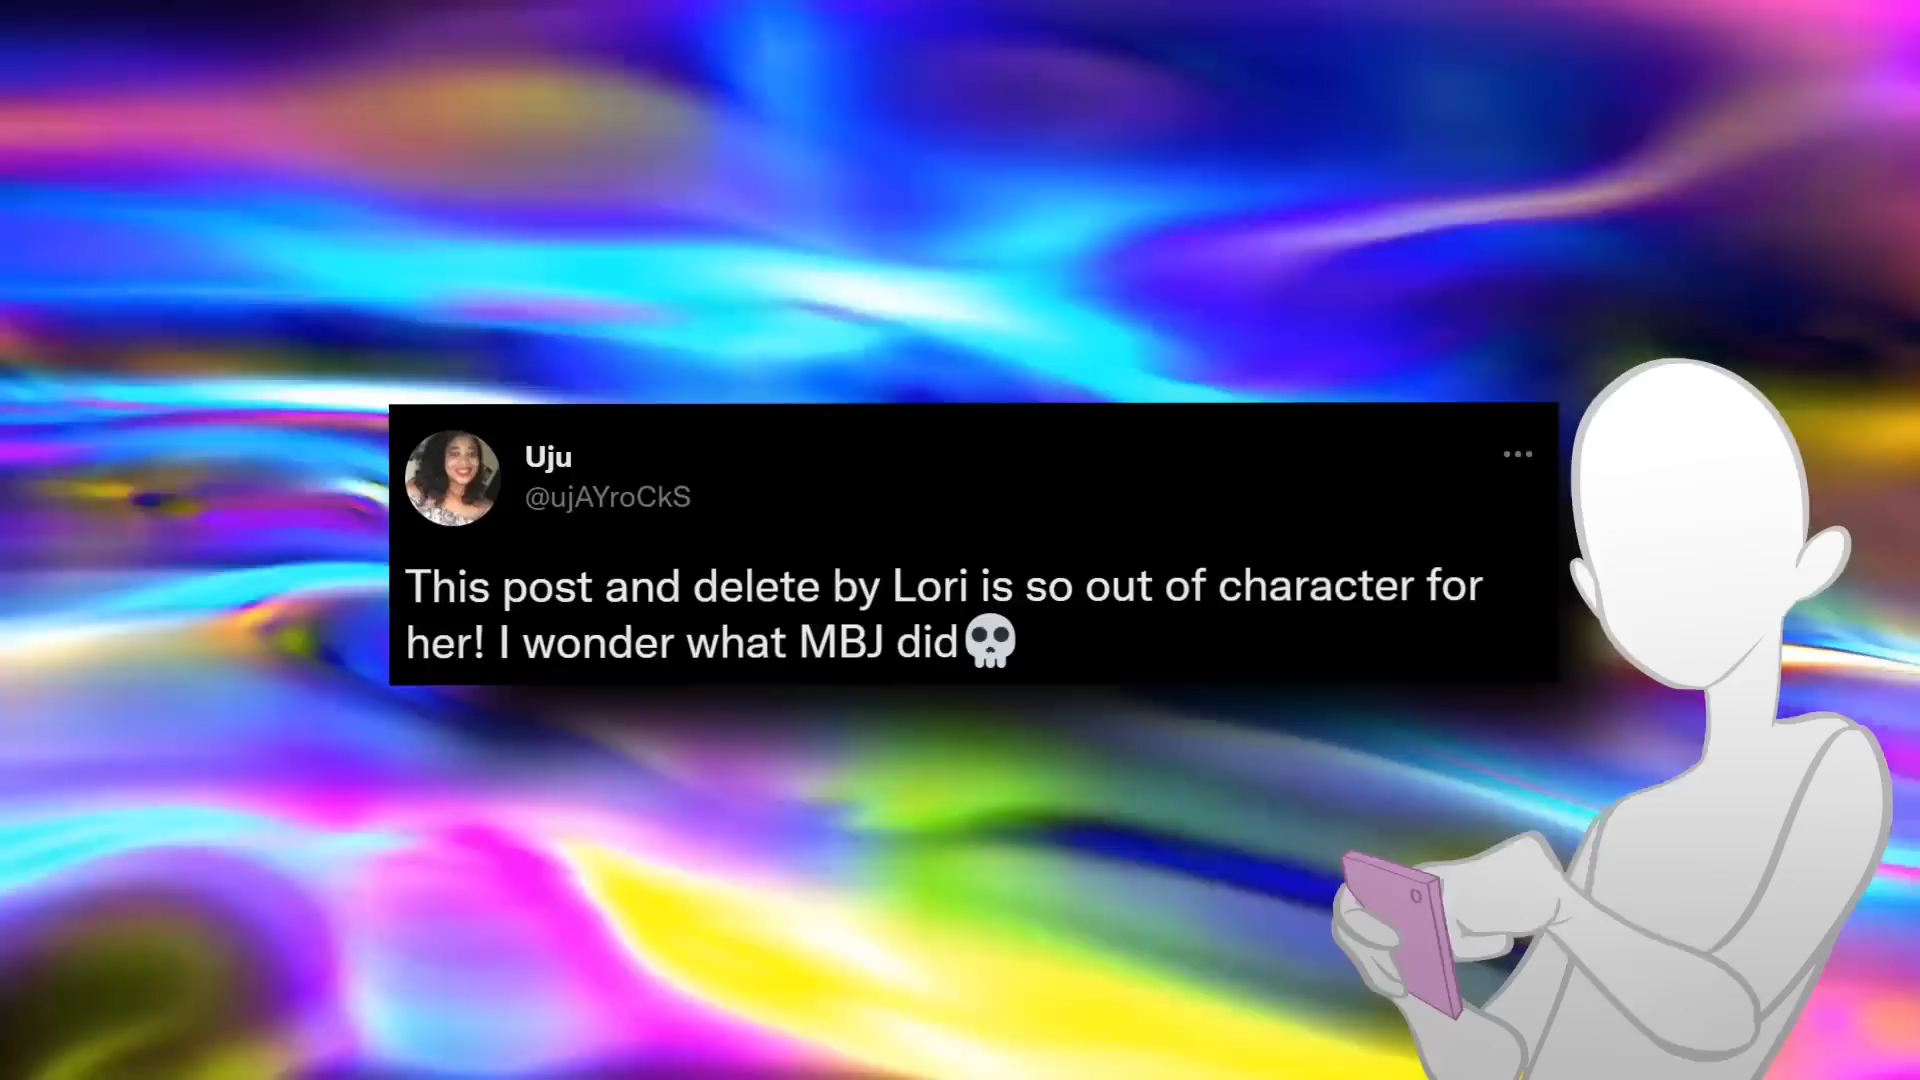 Uju
@ujAYroCkS
This post and delete by Lori is so out of character for
her! I wonder what MBJ did💀